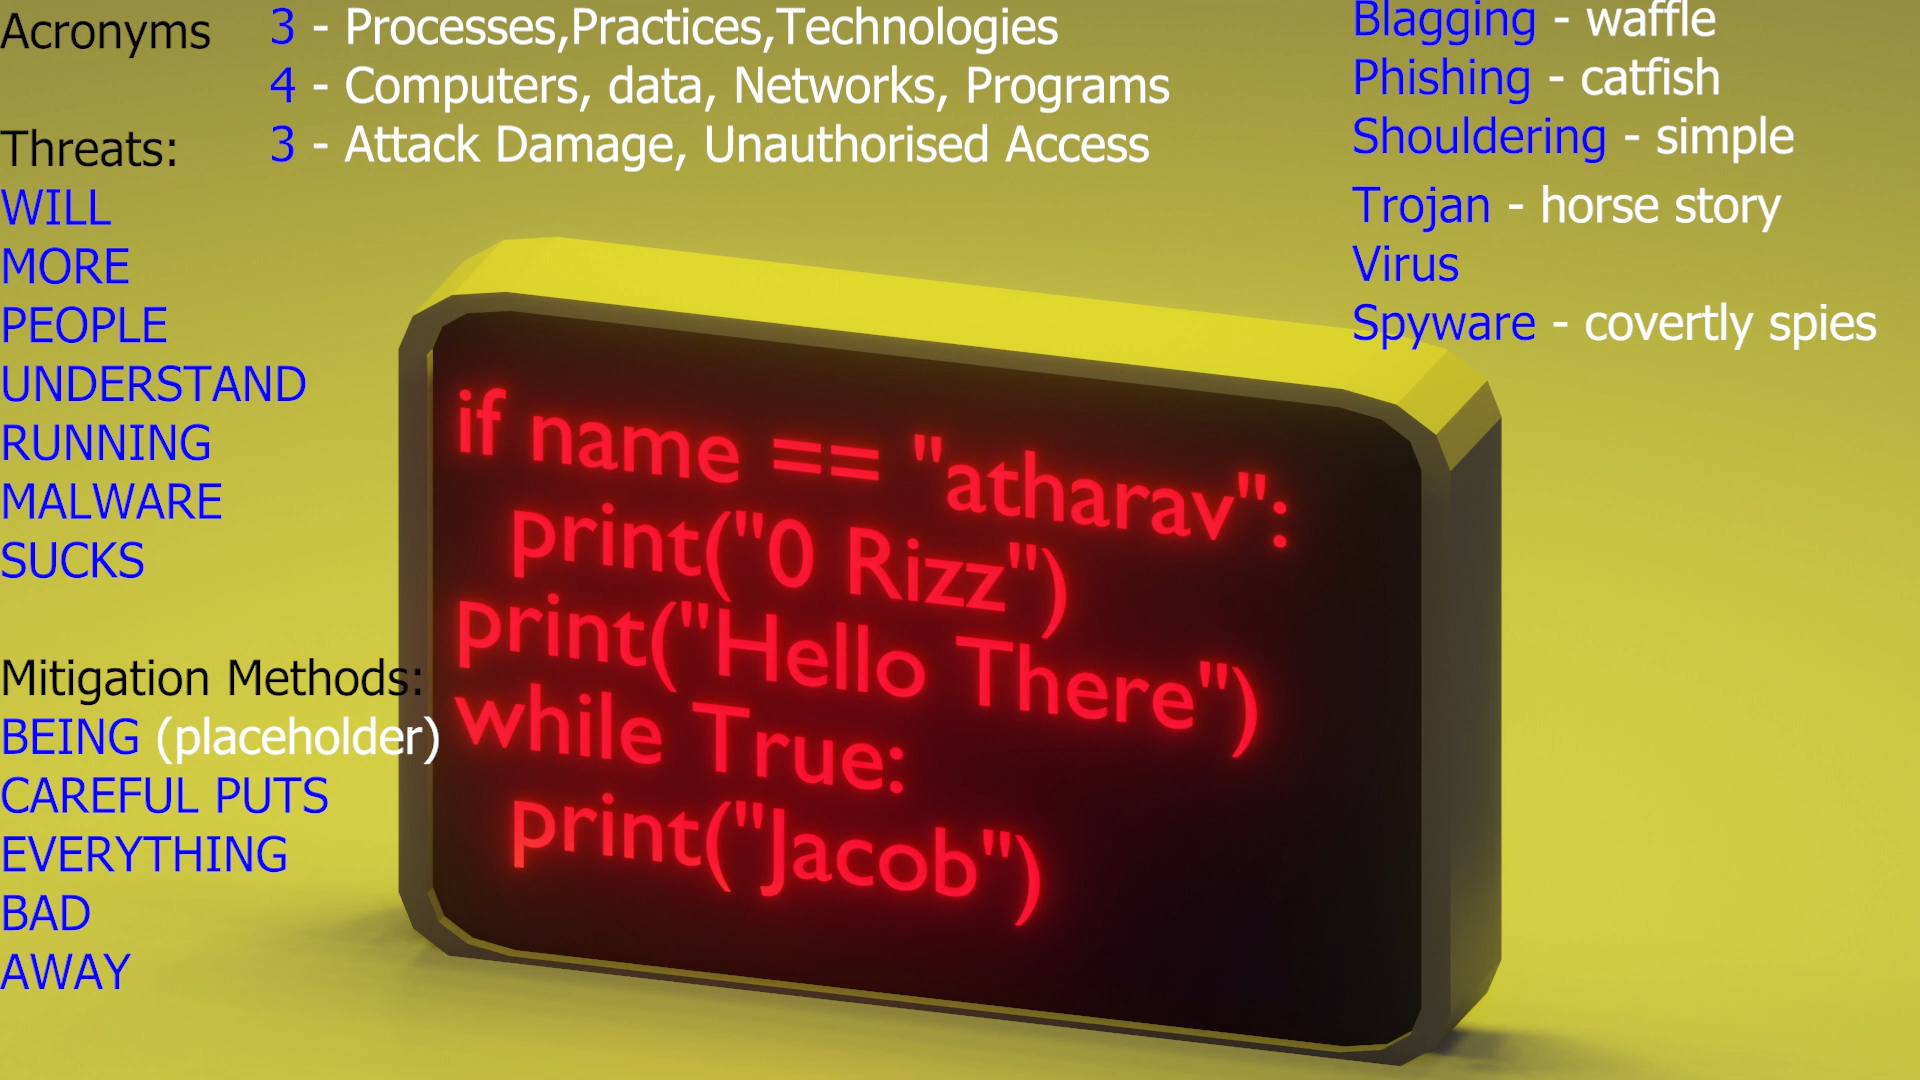 Acronyms
3 - Processes,Practices,Technologies
4 - Computers, data, Networks, Programs
3 - Attack Damage, Unauthorised Access
Threats:
WILL
MORE
PEOPLE
UNDERSTAND
RUNNING
MALWARE
SUCKS
Mitigation Methods:
BEING (placeholder)
CAREFUL PUTS
EVERYTHING
BAD
AWAY
if name == "atharav":
print("0 Rizz")
print("Hello There")
while True:
print("Jacob")
Blagging - waffle
Phishing - catfish
Shouldering - simple
Trojan - horse story
Virus
Spyware - covertly spies